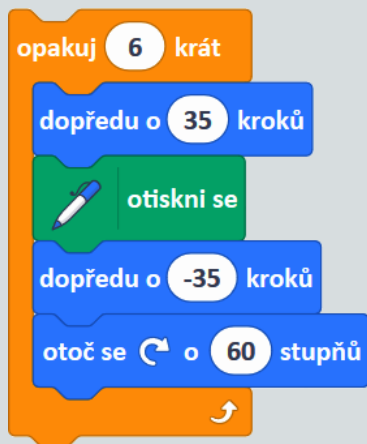 opakuj 6 krát
dopředu o 35 kroků
otiskni se
dopředu o -35 kroků
otoč se o 60 stupňů